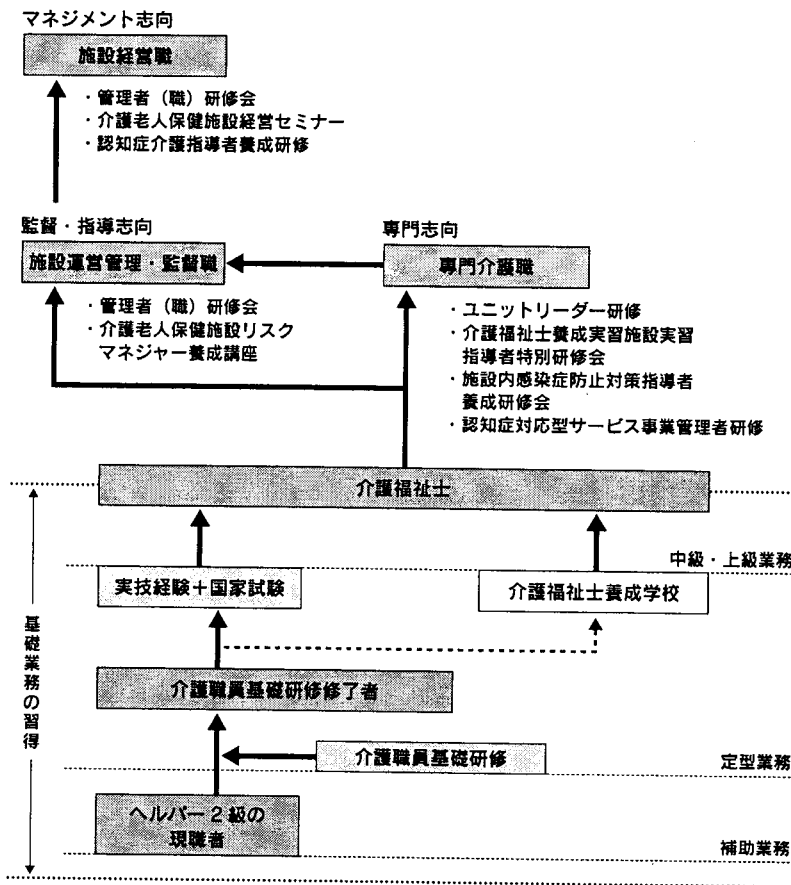 マネジメント志向
施設経営職
・管理者（職）研修会
・介護老人保健施設経営セミナー
・認知症介護指導者養成研修
監督・指導志向
施設運営管理・監督職
・管理者（職）研修会
・介護老人保健施設リスク
マネジャー養成講座
専門志向
専門介護職
・ユニットリーダー研修
・介護福祉士養成実習施設実習
指導者特別研修会
・施設内感染症防止対策指導者
養成研修会
・認知症対応型サービス事業管理者研修
介護福祉士
中級・上級業務
実技経験＋国家試験
介護福祉士養成学校
基礎業務の習得
介護職員基礎研修修了者
介護職員基礎研修
定型業務
ヘルパー２級の
現職者
補助業務